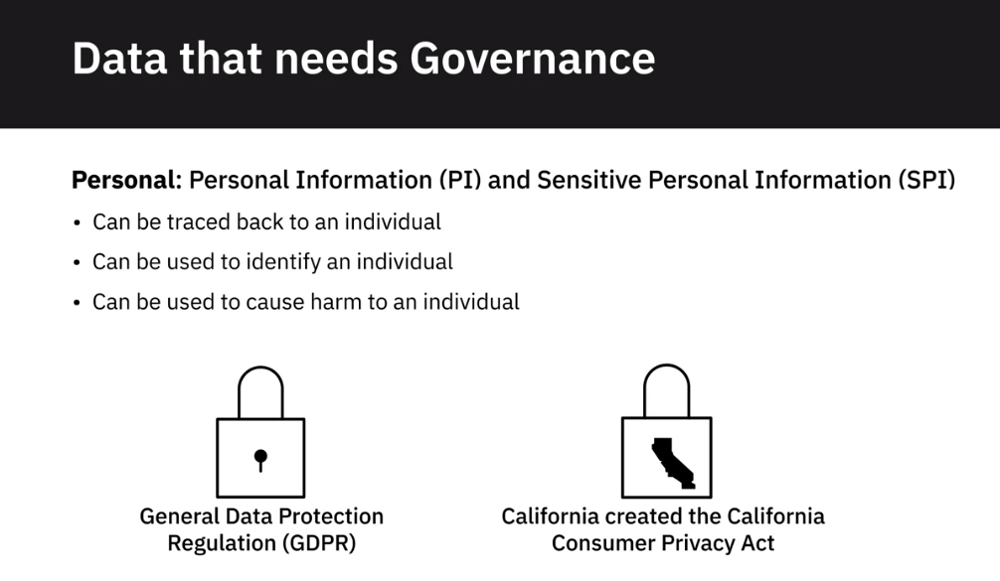 Data that needs Governance
Personal: Personal Information (PI) and Sensitive Personal Information (SPI)
• Can be traced back to an individual
• Can be used to identify an individual
• Can be used to cause harm to an individual
General Data Protection
Regulation (GDPR)
California created the California
Consumer Privacy Act